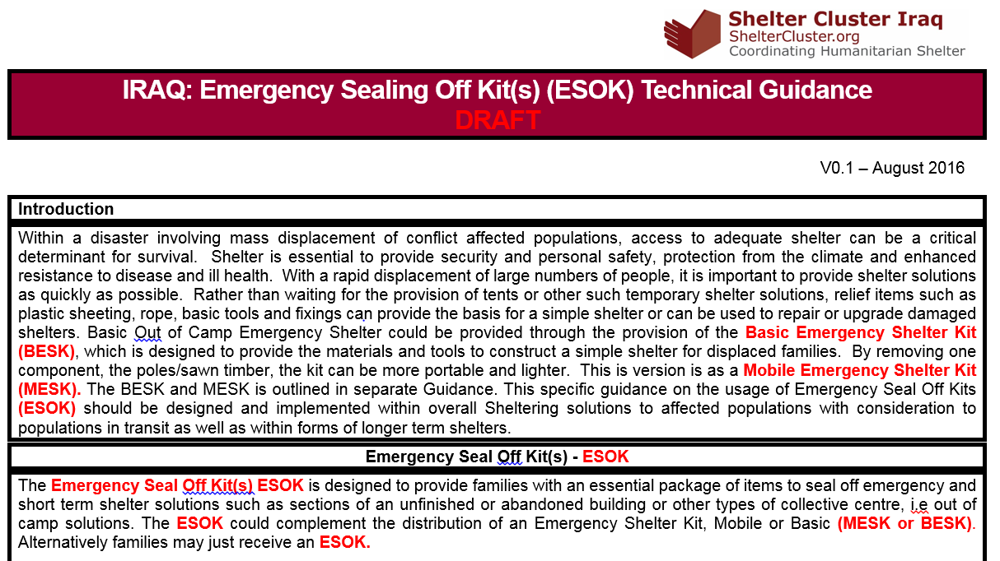 Shelter Cluster Iraq
ShelterCluster.org
Coordinating Humanitarian Shelter
IRAQ: Emergency Sealing Off Kit(s) (ESOK) Technical Guidance
DRAFT
V0.1 – August 2016
Introduction
Within a disaster involving mass displacement of conflict affected populations, access to adequate shelter can be a critical
determinant for survival.  Shelter is essential to provide security and personal safety, protection from the climate and enhanced
resistance to disease and ill health.  With a rapid displacement of large numbers of people, it is important to provide shelter solutions
as quickly as possible.  Rather than waiting for the provision of tents or other such temporary shelter solutions, relief items such as
plastic sheeting, rope, basic tools and fixings can provide the basis for a simple shelter or can be used to repair or upgrade damaged
shelters. Basic Out of Camp Emergency Shelter could be provided through the provision of the Basic Emergency Shelter Kit
(BESK), which is designed to provide the materials and tools to construct a simple shelter for displaced families.  By removing one
component, the poles/sawn timber, the kit can be more portable and lighter.  This is version is as a Mobile Emergency Shelter Kit
(MESK). The BESK and MESK is outlined in separate Guidance. This specific guidance on the usage of Emergency Seal Off Kits
(ESOK) should be designed and implemented within overall Sheltering solutions to affected populations with consideration to
populations in transit as well as within forms of longer term shelters.
Emergency Seal Off Kit(s) - ESOK
The Emergency Seal Off Kit(s) ESOK is designed to provide families with an essential package of items to seal off emergency and
short term shelter solutions such as sections of an unfinished or abandoned building or other types of collective centre, i.e out of
camp solutions. The ESOK could complement the distribution of an Emergency Shelter Kit, Mobile or Basic (MESK or BESK).
Alternatively families may just receive an ESOK.